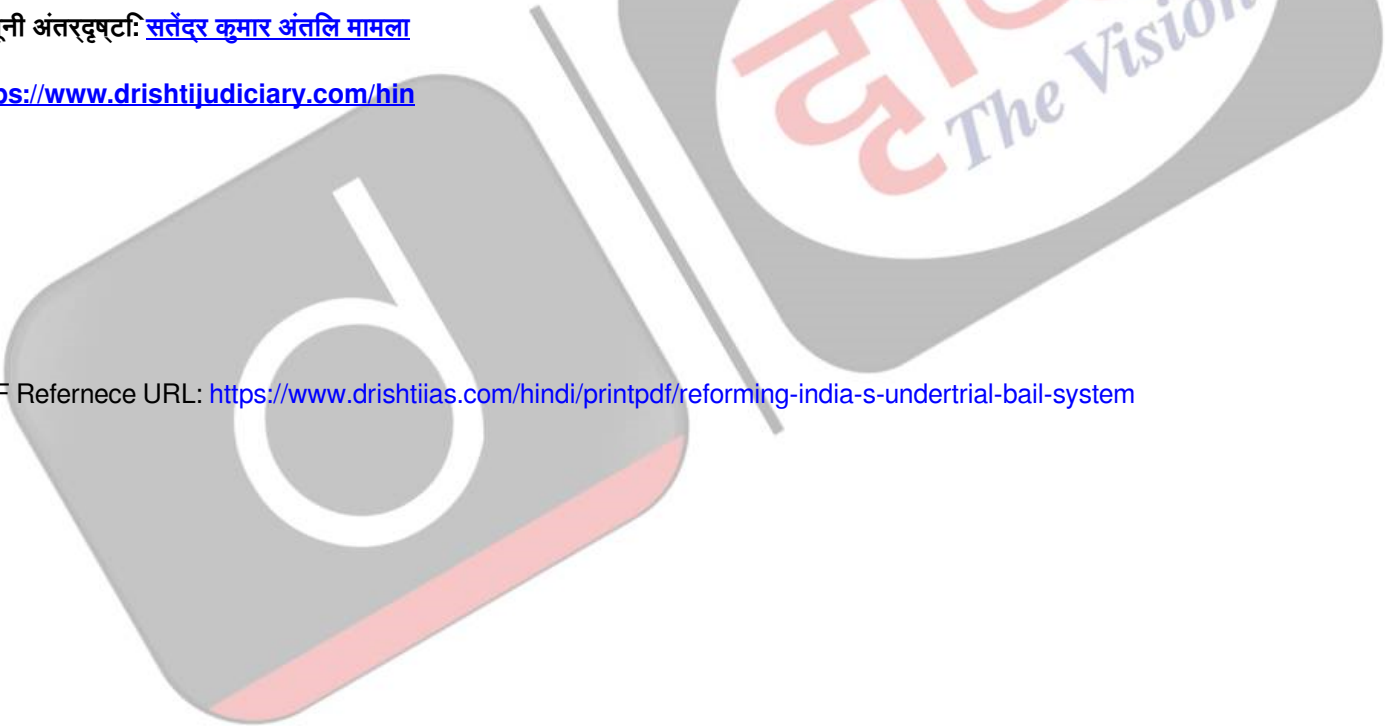 नी अंतर्दृष्टि: सतेंद्र कुमार अंतिल मामला
ps://www.drishtijudiciary.com/hin
The Vision
F Refernece URL: https://www.drishtiias.com/hindi/printpdf/reforming-india-s-undertrial-bail-system